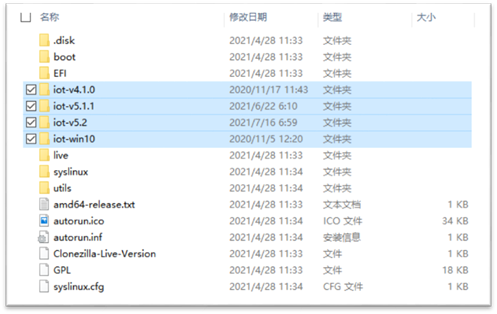 名称 修改日期 类型 大小
.disk 2021/4/28 11:33 文件夹
boot 2021/4/28 11:33 文件夹
EFI 2021/4/28 11:33 文件夹
iot-v4.1.0 2020/11/17 11:43 文件夹
iot-v5.1.1 2021/6/22 6:10 文件夹
iot-v5.2 2021/7/16 6:59 文件夹
iot-win10 2020/11/5 12:20 文件夹
live 2021/4/28 11:33 文件夹
syslinux 2021/4/28 11:34 文件夹
utils 2021/4/28 11:34 文件夹
amd64-release.txt 2021/4/28 11:33 文本文档 1 KB
autorun.ico 2021/4/28 11:34 ICO 文件 34 KB
autorun.inf 2021/4/28 11:34 安装信息 1 KB
Clonezilla-Live-Version 2021/4/28 11:33 文件 1 KB
GPL 2021/4/28 11:33 文件 18 KB
syslinux.cfg 2021/4/28 11:34 CFG 文件 1 KB